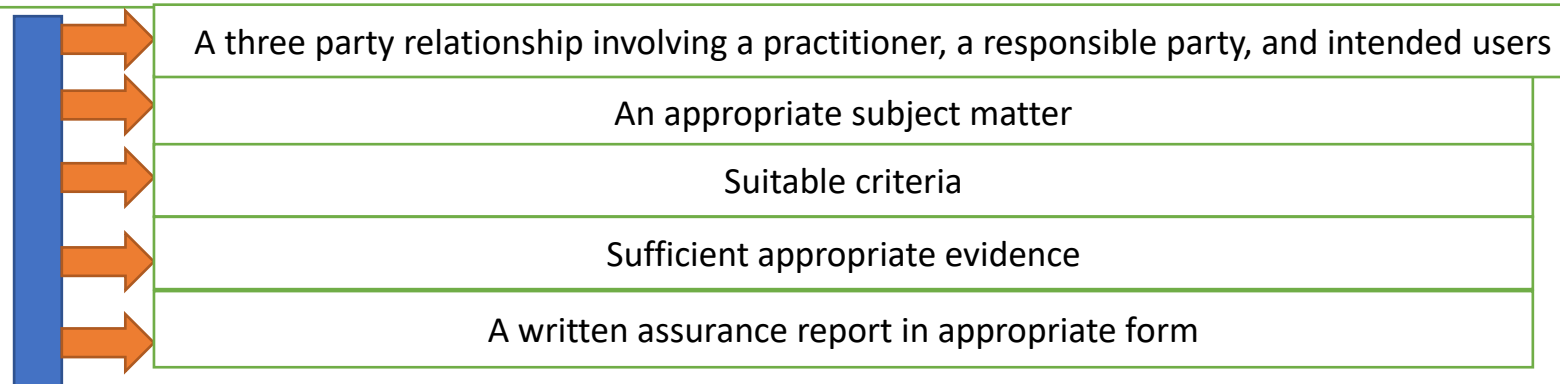 A three party relationship involving a practitioner, a responsible party, and intended users
An appropriate subject matter
Suitable criteria
Sufficient appropriate evidence
A written assurance report in appropriate form